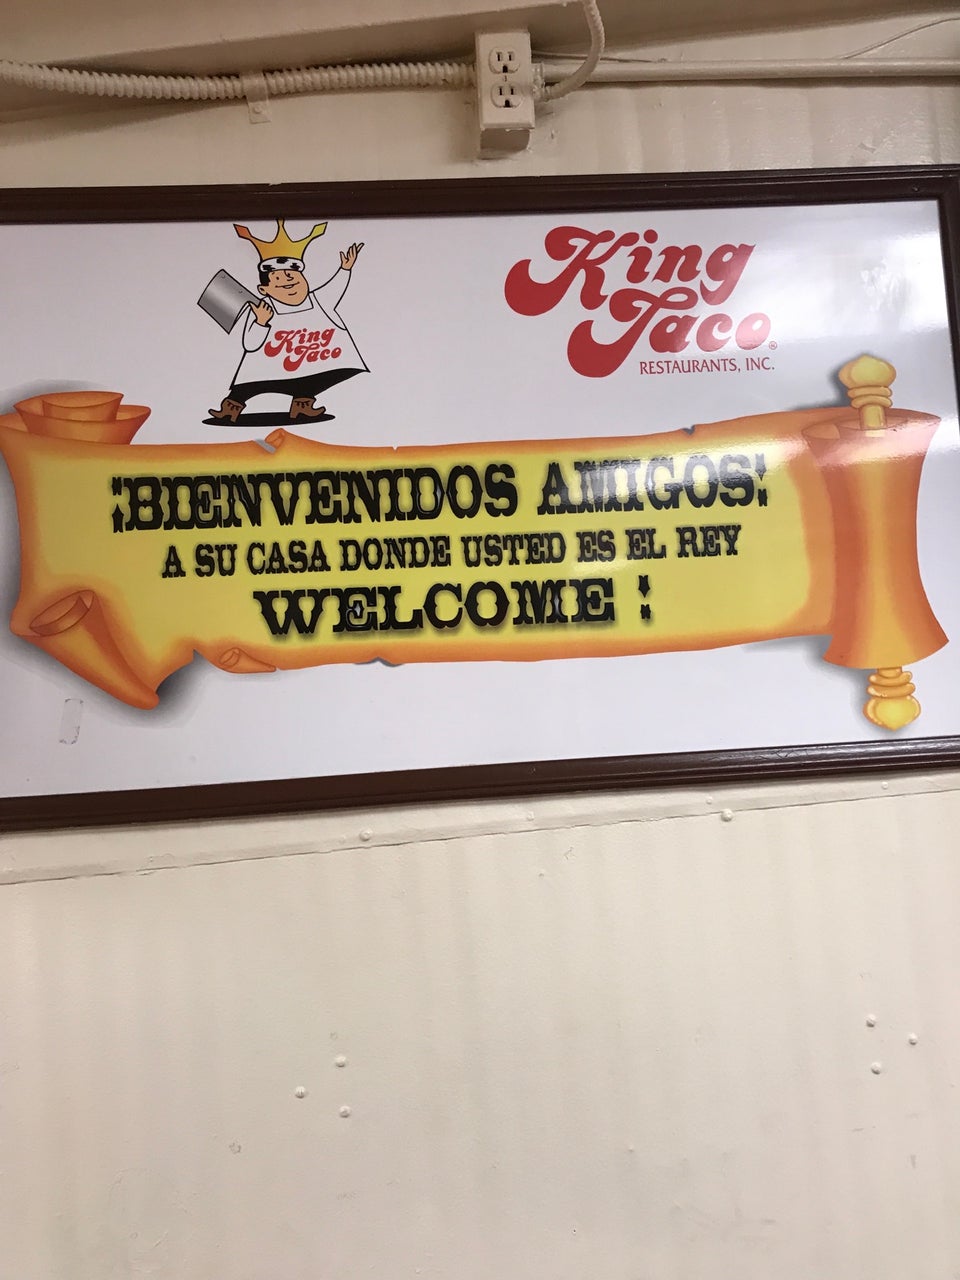 King
Taco
King
Taco®
RESTAURANTS, INC.
¡BIENVENIDOS AMIGOS!
A SU CASA DONDE USTED ES EL REY
WELCOME !